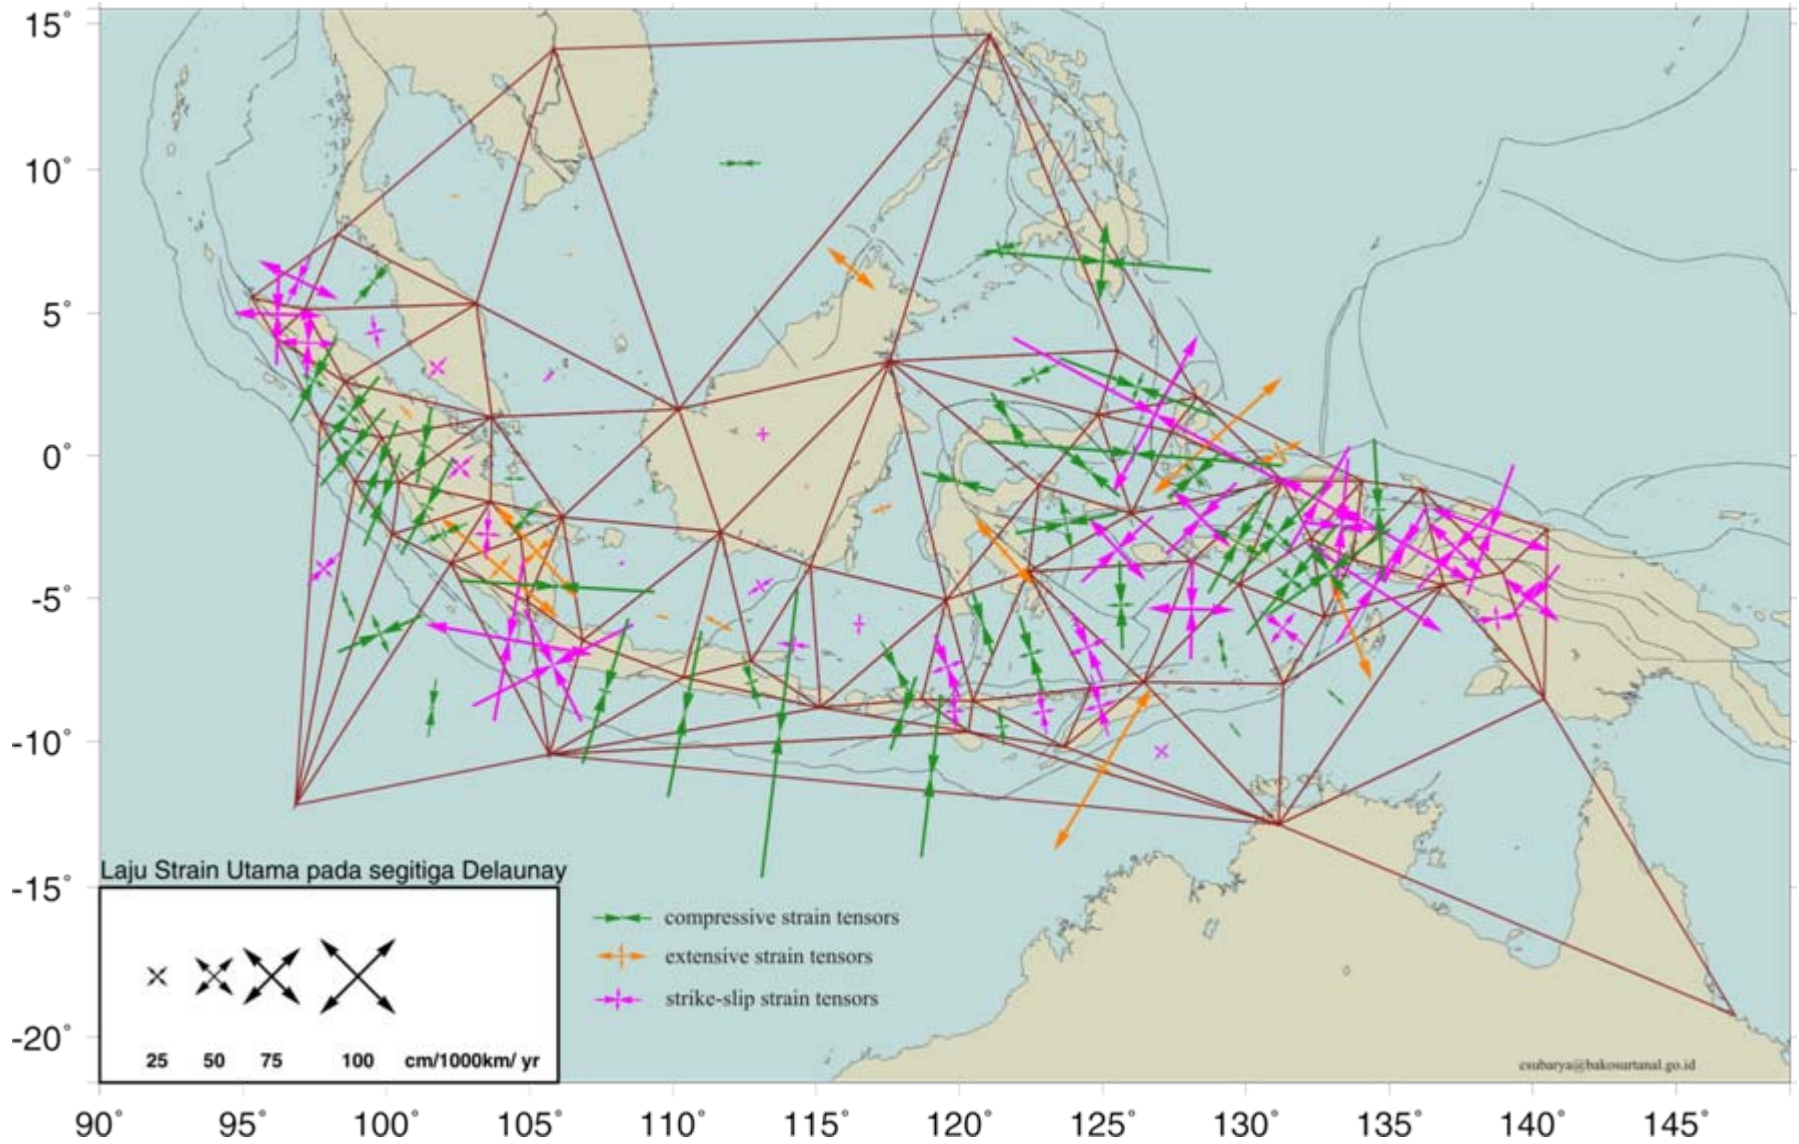 15°
10°
5°
0°
-5°
-10°
-15°
-20°
Laju Strain Utama pada segitiga Delaunay
25 50 75 100 cm/1000km/ yr
compressive strain tensors
extensive strain tensors
strike-slip strain tensors
csubarya@bakosurtanal.go.id
90° 95° 100° 105° 110° 115° 120° 125° 130° 135° 140° 145°